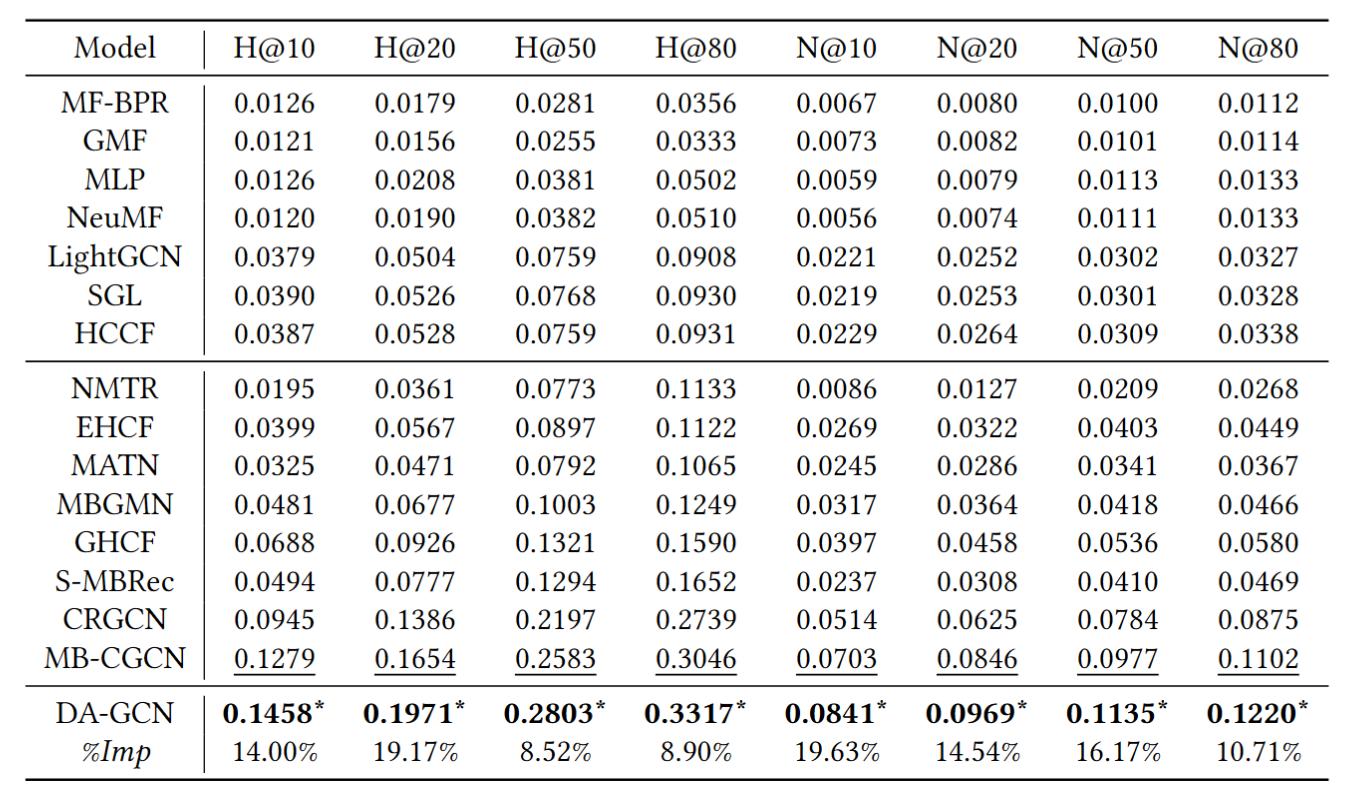 Model H@10 H@20 H@50 H@80 N@10 N@20 N@50 N@80
MF-BPR 0.0126 0.0179 0.0281 0.0356 0.0067 0.0080 0.0100 0.0112
GMF 0.0121 0.0156 0.0255 0.0333 0.0073 0.0082 0.0101 0.0114
MLP 0.0126 0.0208 0.0381 0.0502 0.0059 0.0079 0.0113 0.0133
NeuMF 0.0120 0.0190 0.0382 0.0510 0.0056 0.0074 0.0111 0.0133
LightGCN 0.0379 0.0504 0.0759 0.0908 0.0221 0.0252 0.0302 0.0327
SGL 0.0390 0.0526 0.0768 0.0930 0.0219 0.0253 0.0301 0.0328
HCCF 0.0387 0.0528 0.0759 0.0931 0.0229 0.0264 0.0309 0.0338
NMTR 0.0195 0.0361 0.0773 0.1133 0.0086 0.0127 0.0209 0.0268
EHCF 0.0399 0.0567 0.0897 0.1122 0.0269 0.0322 0.0403 0.0449
MATN 0.0325 0.0471 0.0792 0.1065 0.0245 0.0286 0.0341 0.0367
MBGMN 0.0481 0.0677 0.1003 0.1249 0.0317 0.0364 0.0418 0.0466
GHCF 0.0688 0.0926 0.1321 0.1590 0.0397 0.0458 0.0536 0.0580
S-MBRec 0.0494 0.0777 0.1294 0.1652 0.0237 0.0308 0.0410 0.0469
CRGCN 0.0945 0.1386 0.2197 0.2739 0.0514 0.0625 0.0784 0.0875
MB-CGCN 0.1279 0.1654 0.2583 0.3046 0.0703 0.0846 0.0977 0.1102
DA-GCN 0.1458* 0.1971* 0.2803* 0.3317* 0.0841* 0.0969* 0.1135* 0.1220*
%Imp 14.00% 19.17% 8.52% 8.90% 19.63% 14.54% 16.17% 10.71%